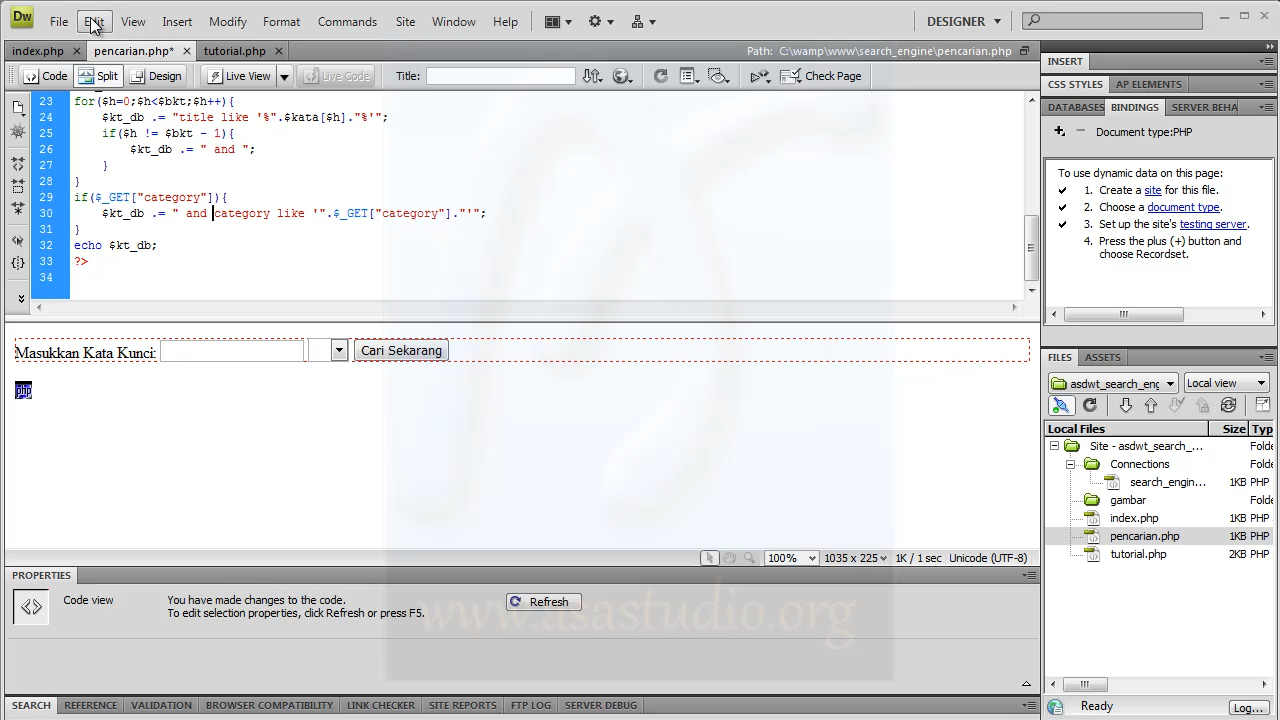 Dw File Edit View Insert Modify Format Commands Site Window Help DESIGNER
index.php pencarian.php* tutorial.php Path: C:\wamp\www\search_engine\pencarian.php
Code Split Design Live View Live Code Title: Check Page
23 for($h=0;$h<$bkt;$h++){
24 $kt_db .= "title like '%".$kata[$h]."%'";
25 if($h != $bkt - 1){
26 $kt_db .= " and ";
27 }
28 }
29 if($_GET["category"]){
30 $kt_db .= " and category like '".$_GET["category"]."'";
31 }
32 echo $kt_db;
33 ?>
34
Masukkan Kata Kunci: Cari Sekarang
php
100% 1035 x 225 1K / 1 sec Unicode (UTF-8)
PROPERTIES
Code view You have made changes to the code.
To edit selection properties, click Refresh or press F5.
Refresh
www.asastudio.org
SEARCH REFERENCE VALIDATION BROWSER COMPATIBILITY LINK CHECKER SITE REPORTS FTP LOG SERVER DEBUG
INSERT
CSS STYLES AP ELEMENTS
DATABASES BINDINGS SERVER BEHA
Document type:PHP
To use dynamic data on this page:
1. Create a site for this file.
2. Choose a document type.
3. Set up the site's testing server.
4. Press the plus (+) button and
choose Recordset.
FILES ASSETS
asdwt_search_eng Local view
Local Files Size Typ
Site - asdwt_search_... Folde
Connections Folde
search_engin... 1KB PHP
gambar Folde
index.php 1KB PHP
pencarian.php 1KB PHP
tutorial.php 2KB PHP
Ready Log...